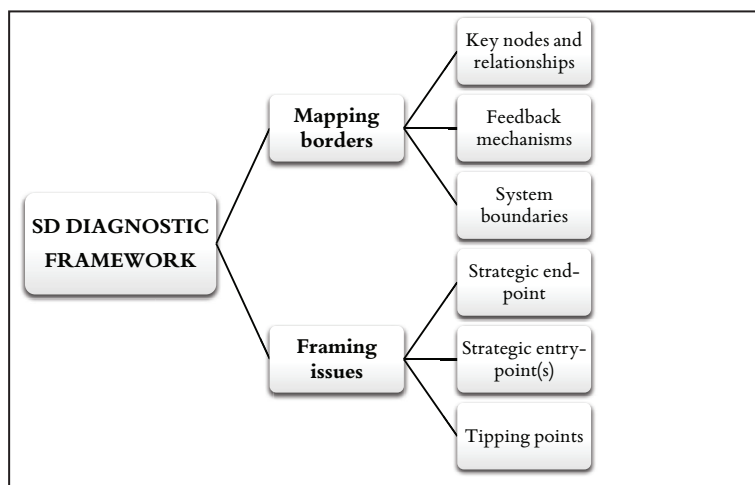 SD DIAGNOSTIC
FRAMEWORK
Mapping
borders
Key nodes and
relationships
Feedback
mechanisms
System
boundaries
Framing
issues
Strategic end-
point
Strategic entry-
point(s)
Tipping points